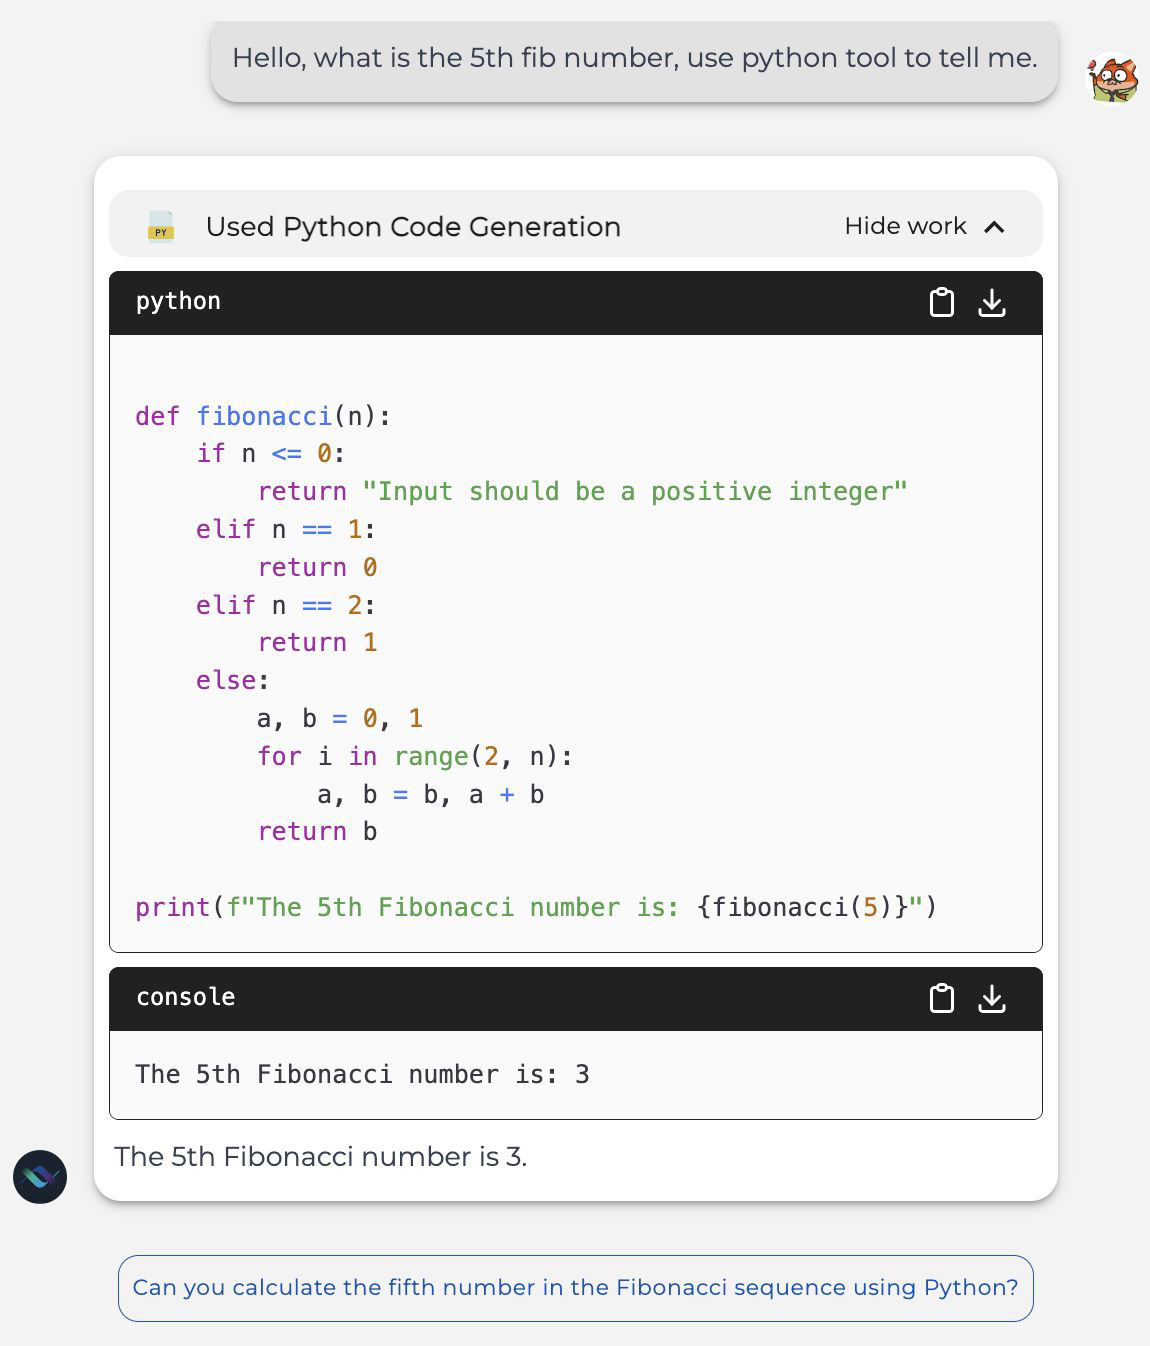 Hello, what is the 5th fib number, use python tool to tell me.
PY
Used Python Code Generation
Hide work
python
def fibonacci(n):
    if n <= 0:
        return "Input should be a positive integer"
    elif n == 1:
        return 0
    elif n == 2:
        return 1
    else:
        a, b = 0, 1
        for i in range(2, n):
            a, b = b, a + b
        return b
print(f"The 5th Fibonacci number is: {fibonacci(5)}")
console
The 5th Fibonacci number is: 3
The 5th Fibonacci number is 3.
Can you calculate the fifth number in the Fibonacci sequence using Python?